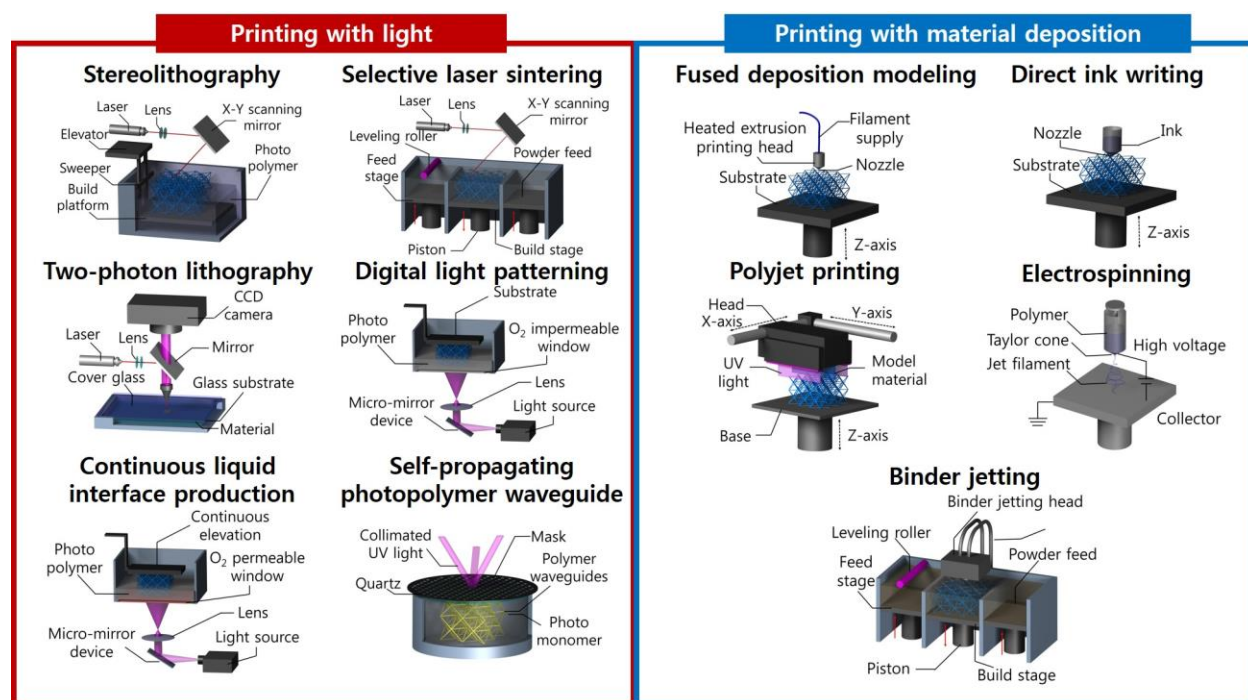 Printing with light
Stereolithography
Laser
Lens
X-Y scanning
mirror
Elevator
Photo
polymer
Sweeper
Build
platform
Selective laser sintering
Laser
Lens
X-Y scanning
mirror
Leveling roller
Feed
stage
Powder feed
Piston
Build stage
Two-photon lithography
CCD
camera
Laser
Lens
Mirror
Cover glass
Glass substrate
Material
Digital light patterning
Substrate
Photo
polymer
O2 impermeable
window
Lens
Micro-mirror
device
Light source
Continuous liquid
interface production
Continuous
elevation
Photo
polymer
O2 permeable
window
Lens
Micro-mirror
device
Light source
Self-propagating
photopolymer waveguide
Collimated
UV light
Mask
Polymer
waveguides
Quartz
Photo
monomer
Printing with material deposition
Fused deposition modeling
Heated extrusion
printing head
Filament
supply
Nozzle
Substrate
Z-axis
Direct ink writing
Nozzle
Ink
Substrate
Z-axis
Polyjet printing
Head
X-axis
Y-axis
UV
light
Model
material
Base
Z-axis
Electrospinning
Polymer
Taylor cone
High voltage
Jet filament
Collector
Binder jetting
Binder jetting head
Leveling roller
Powder feed
Feed
stage
Piston
Build stage